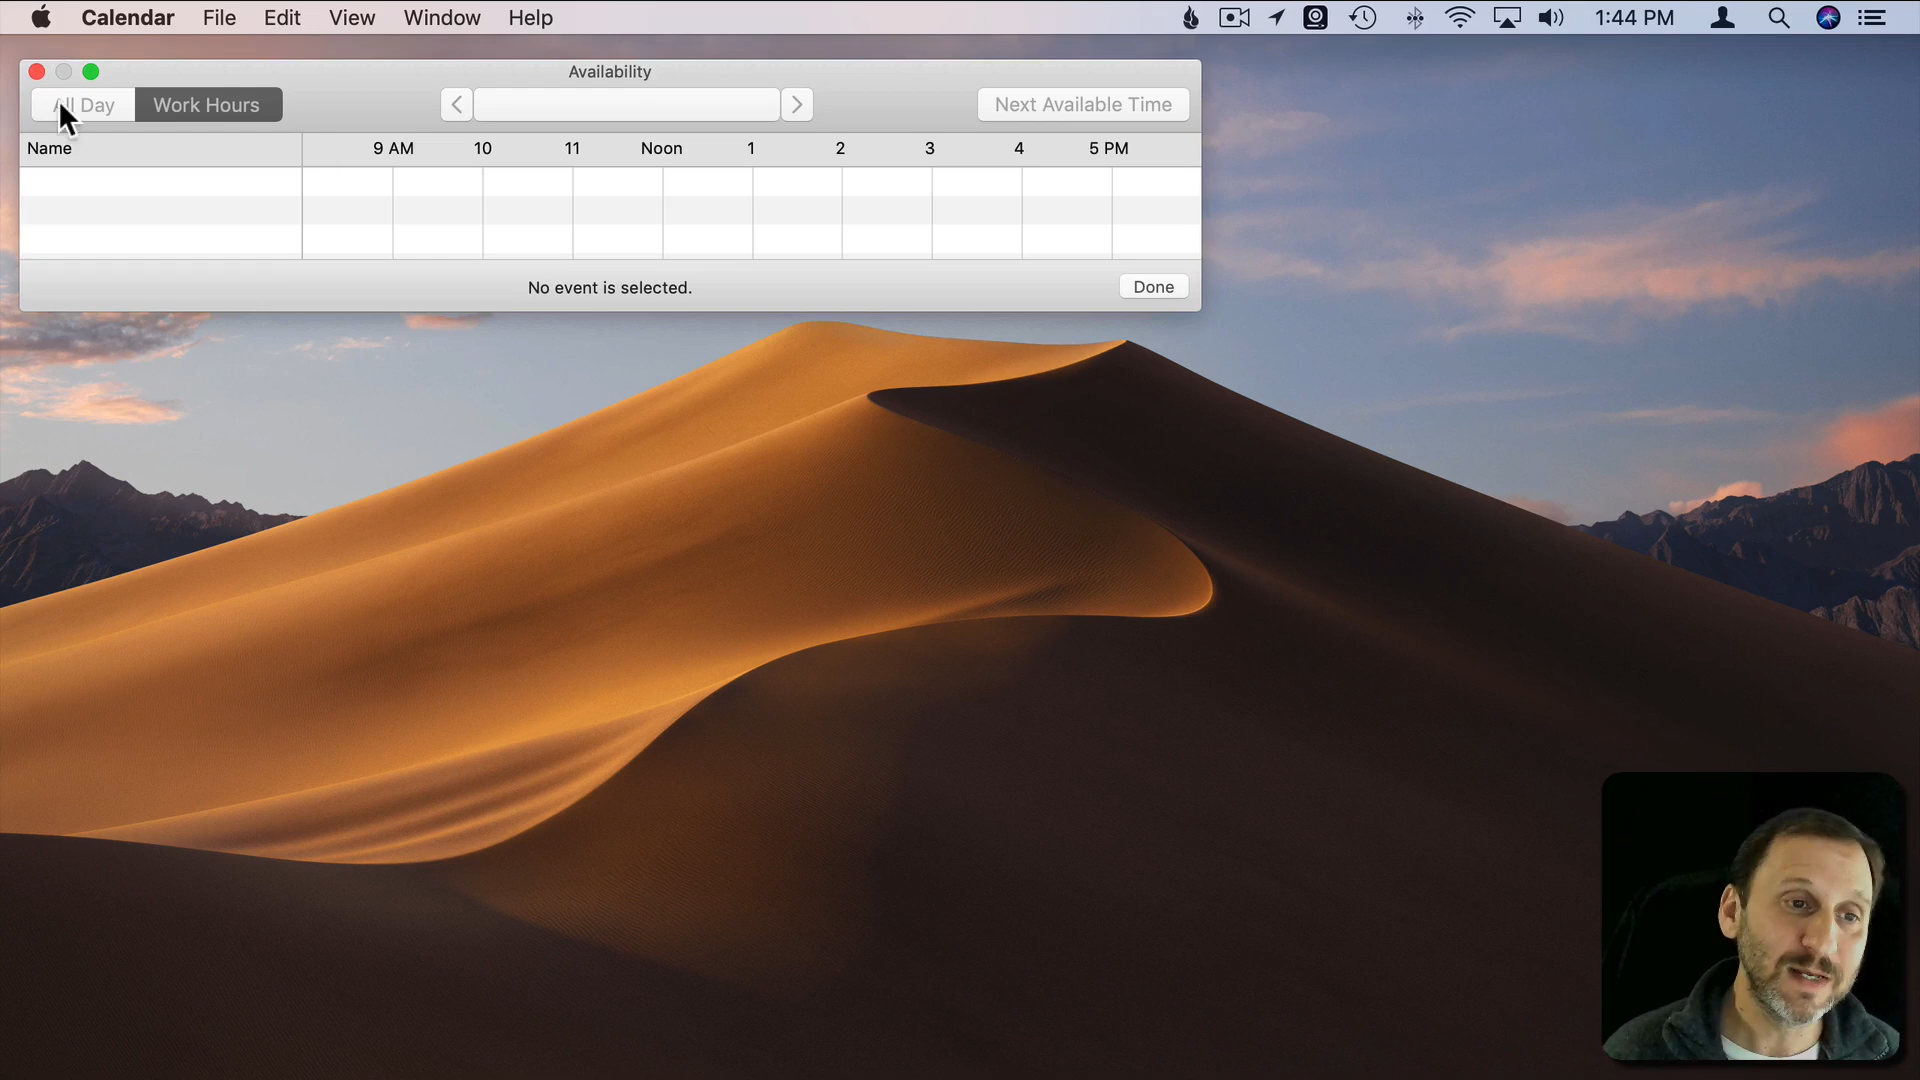 Calendar File Edit View Window Help 1:44 PM
Availability
All Day Work Hours Next Available Time
Name 9 AM 10 11 Noon 1 2 3 4 5 PM
No event is selected. Done